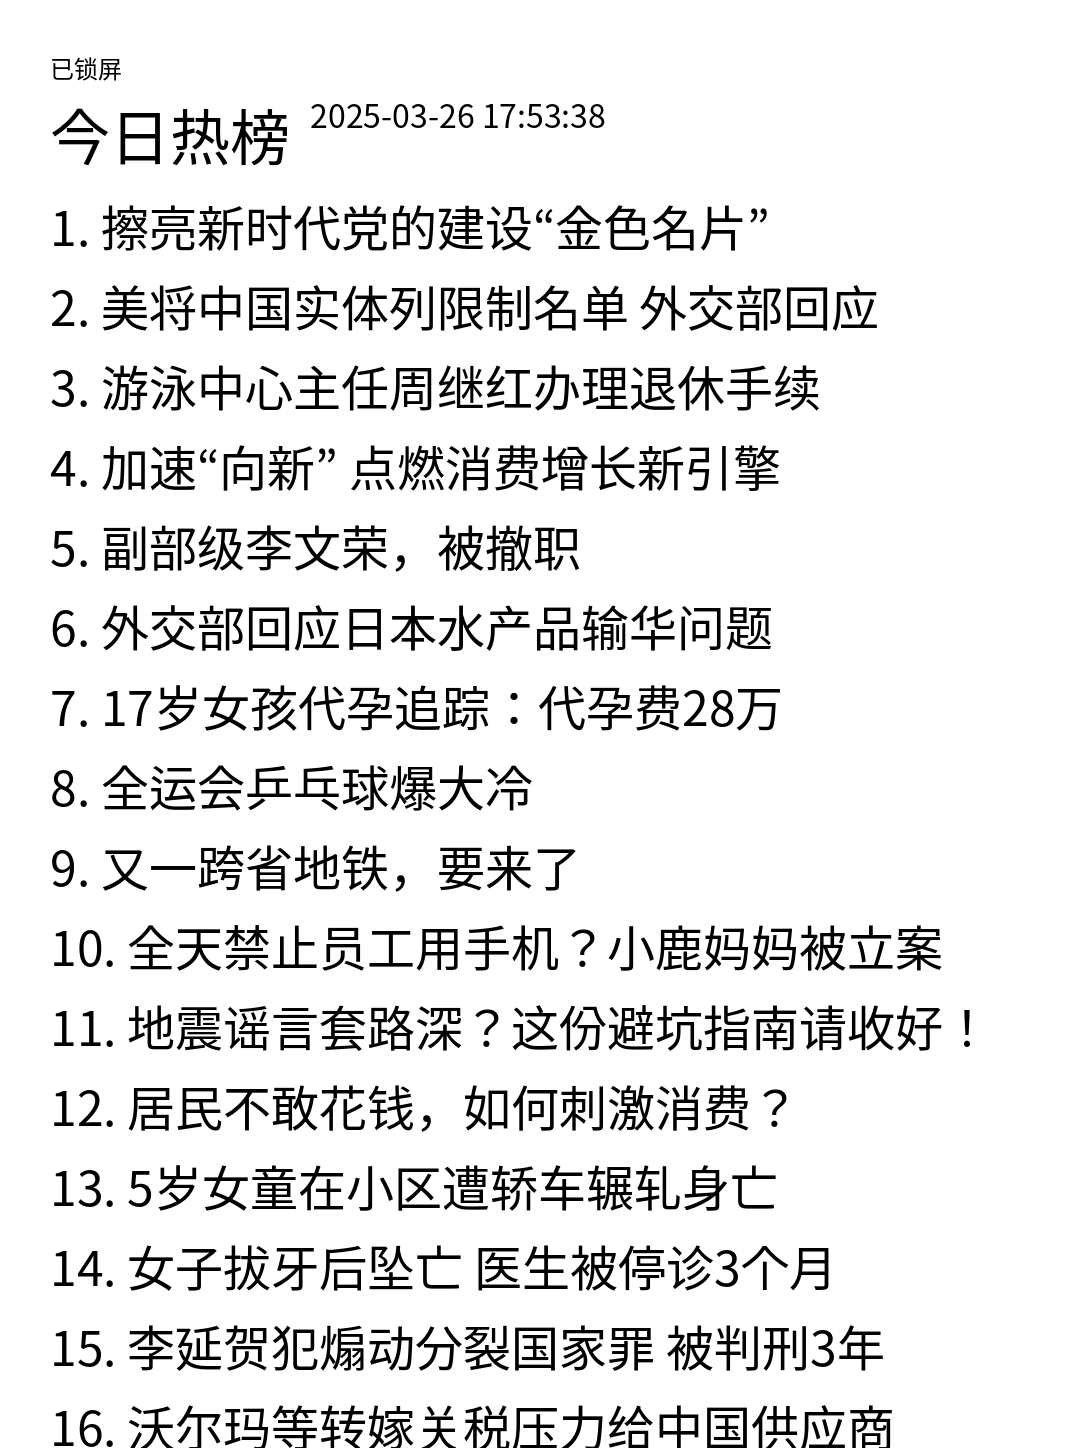 已锁屏
今日热榜 2025-03-26 17:53:38
1. 擦亮新时代党的建设“金色名片”
2. 美将中国实体列限制名单 外交部回应
3. 游泳中心主任周继红办理退休手续
4. 加速“向新” 点燃消费增长新引擎
5. 副部级李文荣，被撤职
6. 外交部回应日本水产品输华问题
7. 17岁女孩代孕追踪：代孕费28万
8. 全运会乒乓球爆大冷
9. 又一跨省地铁，要来了
10. 全天禁止员工用手机？小鹿妈妈被立案
11. 地震谣言套路深？这份避坑指南请收好！
12. 居民不敢花钱，如何刺激消费？
13. 5岁女童在小区遭轿车辗轧身亡
14. 女子拔牙后坠亡 医生被停诊3个月
15. 李延贺犯煽动分裂国家罪 被判刑3年
16. 沃尔玛等转嫁关税压力给中国供应商